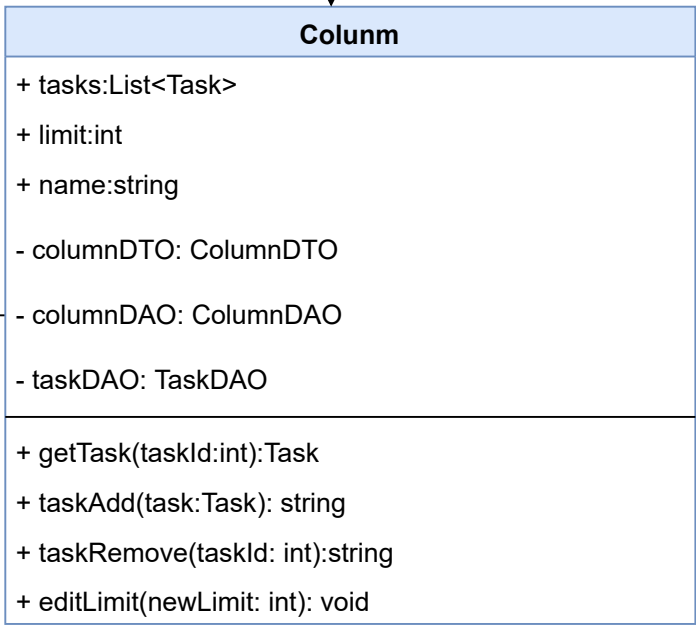 Colunm
+ tasks:List<Task>
+ limit:int
+ name:string
- columnDTO: ColumnDTO
- columnDAO: ColumnDAO
- taskDAO: TaskDAO
+ getTask(taskId:int):Task
+ taskAdd(task:Task): string
+ taskRemove(taskId: int):string
+ editLimit(newLimit: int): void